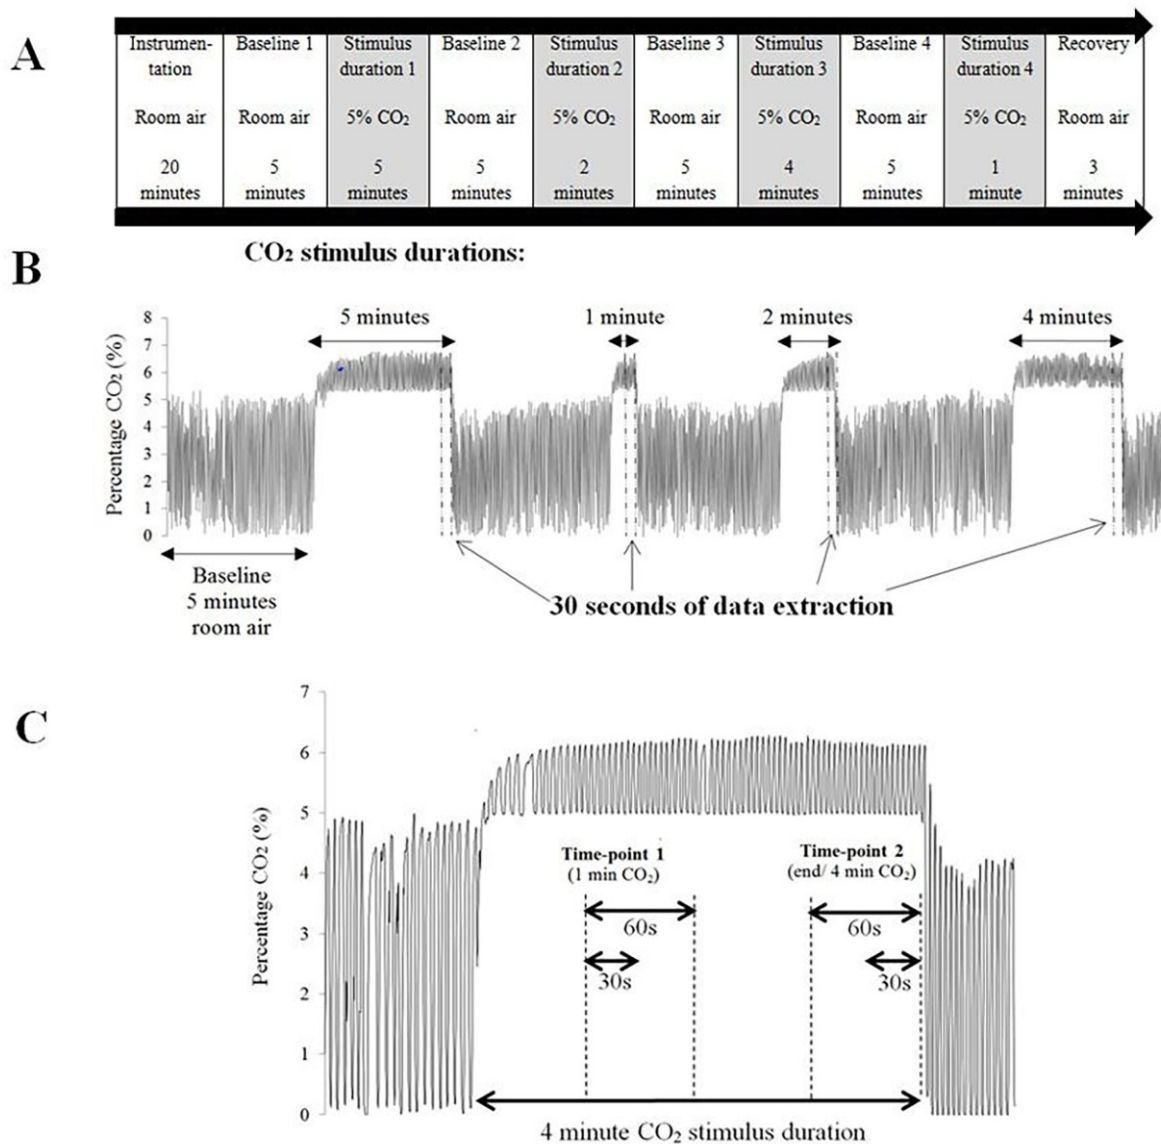 A
Instrumen-
tation
Room air
20
minutes
Baseline 1
Room air
5
minutes
Stimulus
duration 1
5% CO₂
5
minutes
Baseline 2
Room air
5
minutes
Stimulus
duration 2
5% CO₂
2
minutes
Baseline 3
Room air
5
minutes
Stimulus
duration 3
5% CO₂
4
minutes
Baseline 4
Room air
5
minutes
Stimulus
duration 4
5% CO₂
1
minute
Recovery
Room air
3
minutes
B
CO₂ stimulus durations:
5 minutes
1 minute
2 minutes
4 minutes
Percentage CO₂ (%)
8
7
6
5
4
3
2
1
0
Baseline
5 minutes
room air
30 seconds of data extraction
C
Percentage CO₂ (%)
7
6
5
4
3
2
1
0
Time-point 1
(1 min CO₂)
60s
30s
Time-point 2
(end/ 4 min CO₂)
60s
30s
4 minute CO₂ stimulus duration